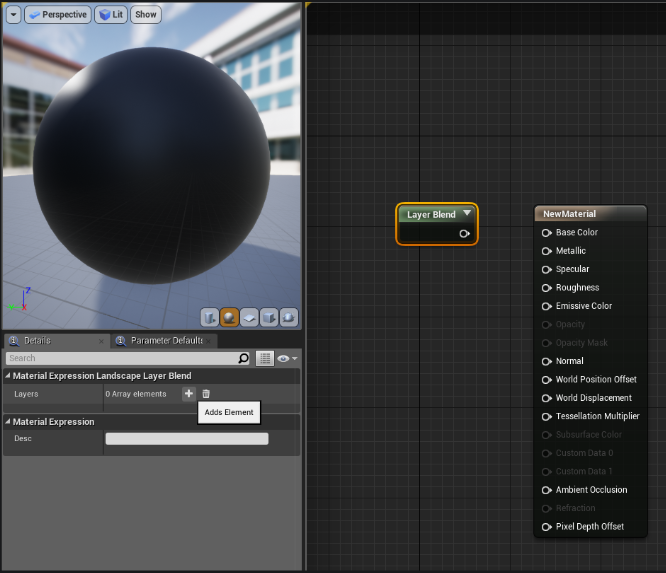 Perspective Lit Show
Layer Blend
NewMaterial
Base Color
Metallic
Specular
Roughness
Emissive Color
Opacity
Opacity Mask
Normal
World Position Offset
World Displacement
Tessellation Multiplier
Subsurface Color
Custom Data 0
Custom Data 1
Ambient Occlusion
Refraction
Pixel Depth Offset
Z
X
Details Parameter Defaults
Search
Material Expression Landscape Layer Blend
Layers 0 Array elements
Adds Element
Material Expression
Desc